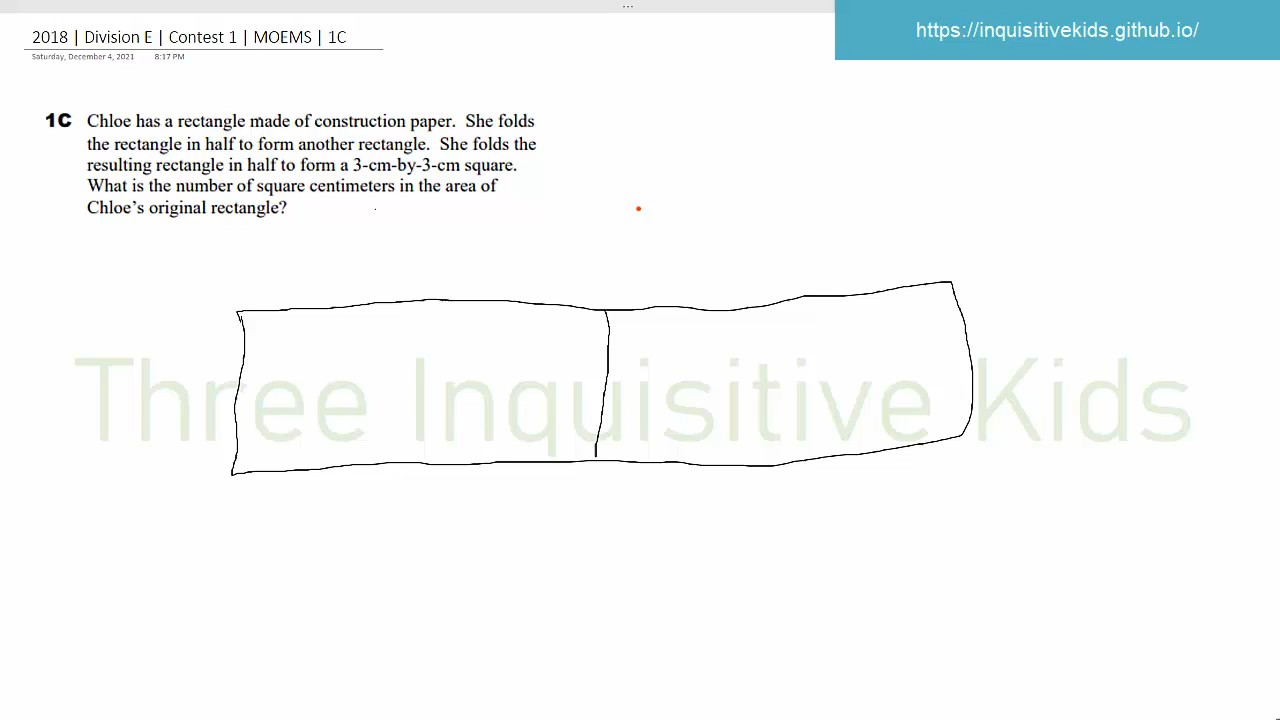 ...
2018 | Division E | Contest 1 | MOEMS | 1C
https://inquisitivekids.github.io/
Saturday, December 4, 2021 8:17 PM
1C Chloe has a rectangle made of construction paper. She folds
the rectangle in half to form another rectangle. She folds the
resulting rectangle in half to form a 3-cm-by-3-cm square.
What is the number of square centimeters in the area of
Chloe's original rectangle?
Three Inquisitive Kids